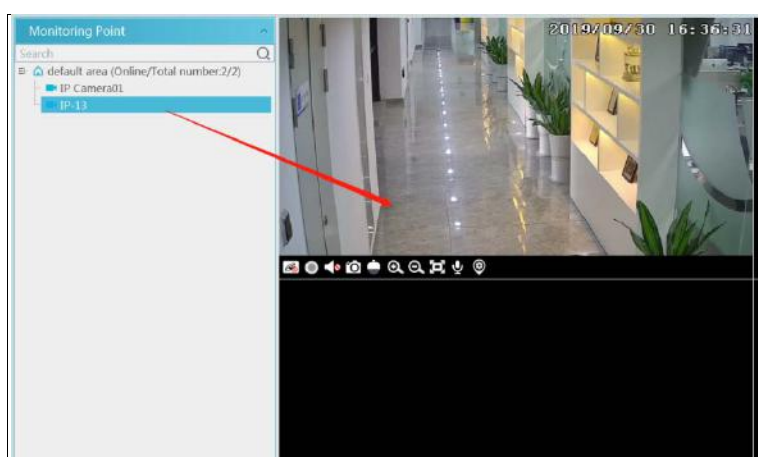 Monitoring Point
Search
default area (Online/Total number:2/2)
IP Camera01
IP-13
2019/09/30 16:36:31